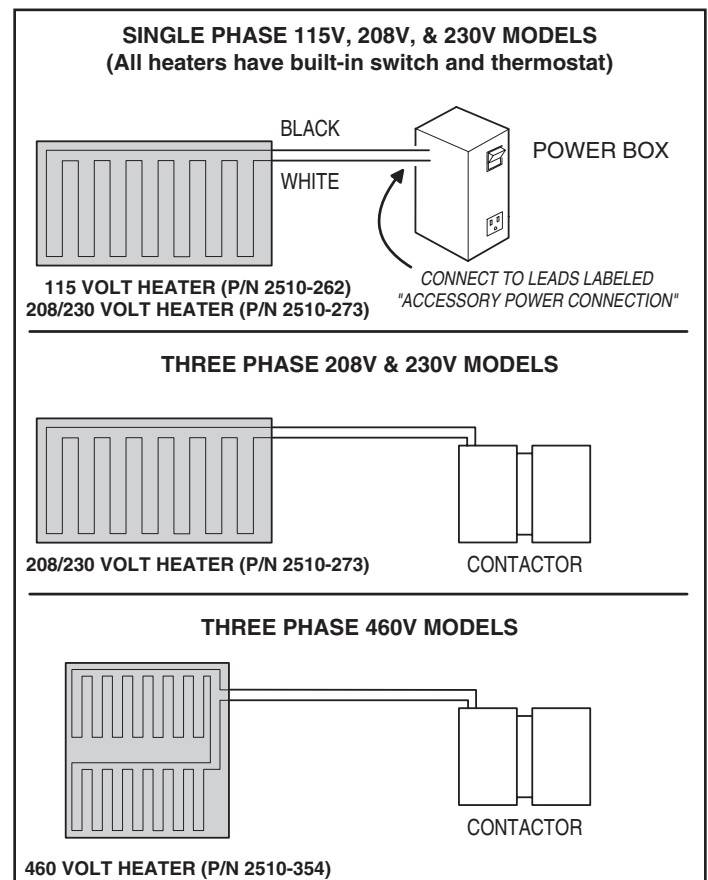 SINGLE PHASE 115V, 208V, & 230V MODELS
(All heaters have built-in switch and thermostat)
BLACK
WHITE
POWER BOX
115 VOLT HEATER (P/N 2510-262)
208/230 VOLT HEATER (P/N 2510-273)
CONNECT TO LEADS LABELED
"ACCESSORY POWER CONNECTION"
THREE PHASE 208V & 230V MODELS
208/230 VOLT HEATER (P/N 2510-273)
CONTACTOR
THREE PHASE 460V MODELS
CONTACTOR
460 VOLT HEATER (P/N 2510-354)